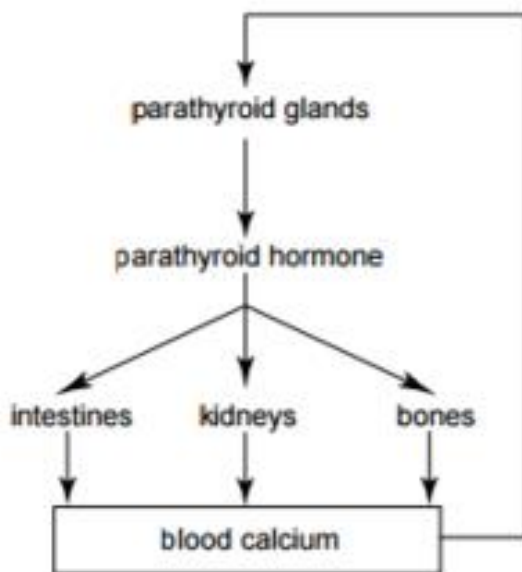 parathyroid glands
parathyroid hormone
intestines kidneys bones
blood calcium